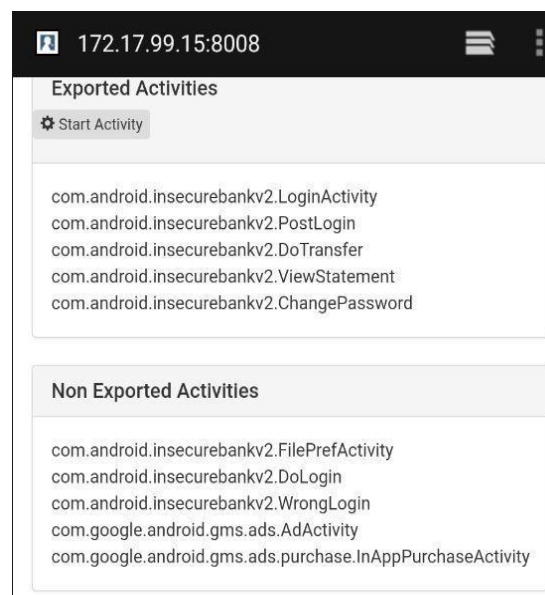 172.17.99.15:8008
Exported Activities
Start Activity
com.android.insecurebankv2.LoginActivity
com.android.insecurebankv2.PostLogin
com.android.insecurebankv2.DoTransfer
com.android.insecurebankv2.ViewStatement
com.android.insecurebankv2.ChangePassword
Non Exported Activities
com.android.insecurebankv2.FilePrefActivity
com.android.insecurebankv2.DoLogin
com.android.insecurebankv2.WrongLogin
com.google.android.gms.ads.AdActivity
com.google.android.gms.ads.purchase.InAppPurchaseActivity